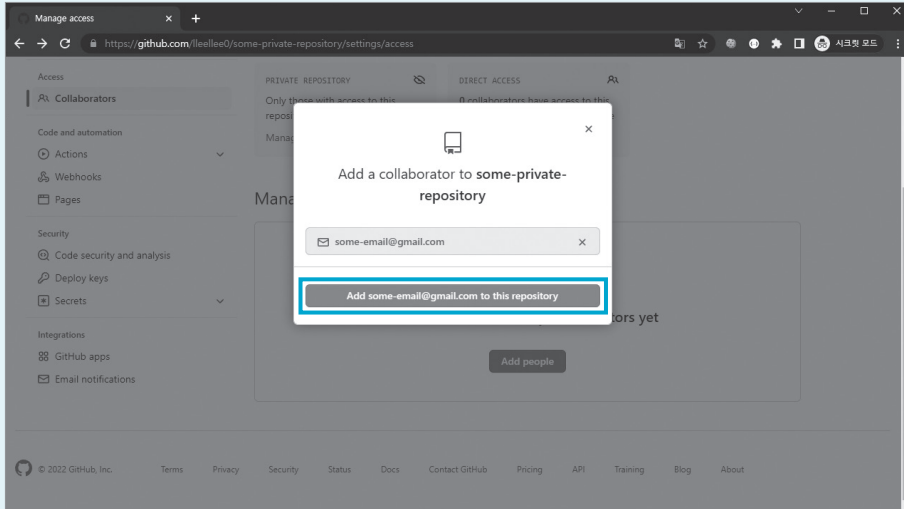 Manage access
https://github.com/lleellee0/some-private-repository/settings/access
시크릿 모드
Access
Collaborators
Code and automation
Actions
Webhooks
Pages
Security
Code security and analysis
Deploy keys
Secrets
Integrations
GitHub apps
Email notifications
PRIVATE REPOSITORY
Only those with access to this
DIRECT ACCESS
0 collaborators have access to this
Add a collaborator to some-private-
repository
some-email@gmail.com
Add some-email@gmail.com to this repository
Add people
© 2022 GitHub, Inc.
Terms
Privacy
Security
Status
Docs
Contact GitHub
Pricing
API
Training
Blog
About